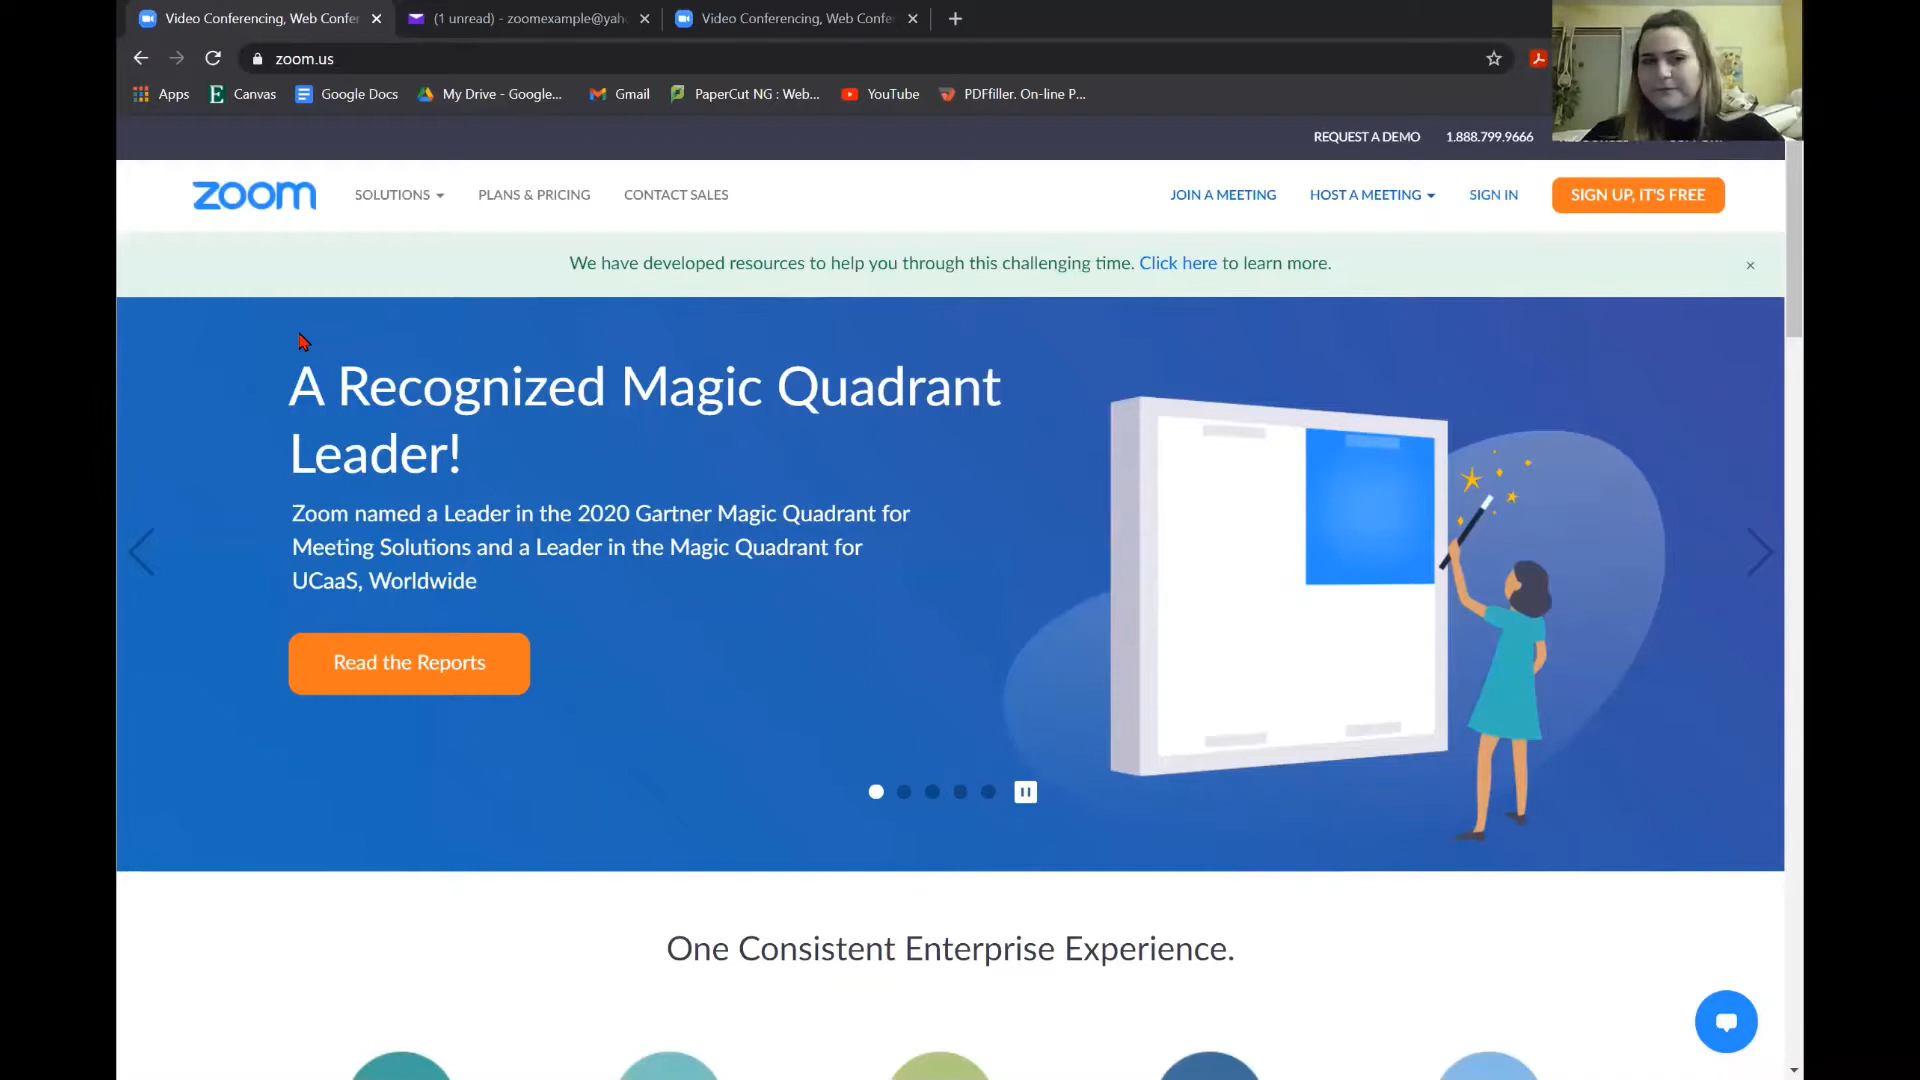 Video Conferencing, Web Confer
(1 unread) - zoomexample@yah
Video Conferencing, Web Confe
zoom.us
Apps
Canvas
Google Docs
My Drive - Google...
Gmail
PaperCut NG : Web...
YouTube
PDFfiller. On-line P...
REQUEST A DEMO
1.888.799.9666
zoom
SOLUTIONS
PLANS & PRICING
CONTACT SALES
JOIN A MEETING
HOST A MEETING
SIGN IN
SIGN UP, IT'S FREE
We have developed resources to help you through this challenging time. Click here to learn more.
A Recognized Magic Quadrant
Leader!
Zoom named a Leader in the 2020 Gartner Magic Quadrant for
Meeting Solutions and a Leader in the Magic Quadrant for
UCaaS, Worldwide
Read the Reports
One Consistent Enterprise Experience.